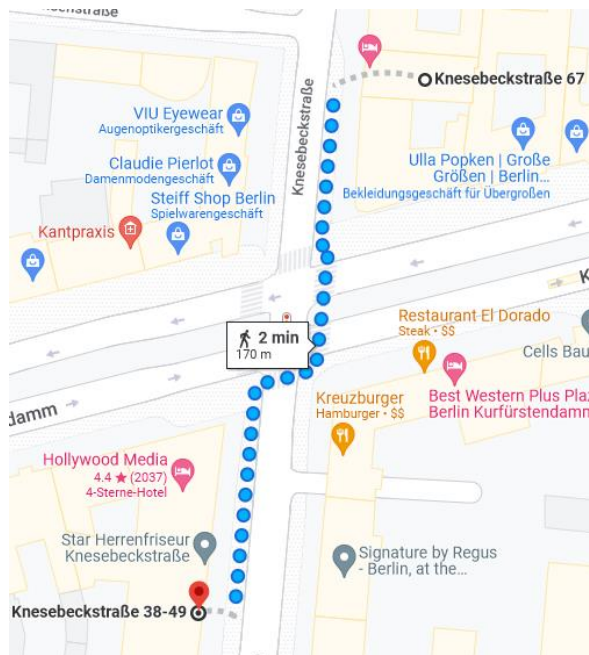 senstraße
Knesebeckstraße 67
VIU Eyewear
Augenoptikergeschäft
Knesebeckstraße
Claudie Pierlot
Damenmodengeschäft
Ulla Popken | Große
Größen | Berlin...
Bekleidungsgeschäft für Übergroßen
Steiff Shop Berlin
Spielwarengeschäft
Kantpraxis
K
Restaurant El Dorado
Steak • $$
2 min
170 m
Cells Bau
Best Western Plus Plaz
Berlin Kurfürstendamm
Kreuzburger
Hamburger • $$
damm
Hollywood Media
4.4 ★ (2037)
4-Sterne-Hotel
Star Herrenfriseur
Knesebeckstraße
Signature by Regus
- Berlin, at the...
Knesebeckstraße 38-49